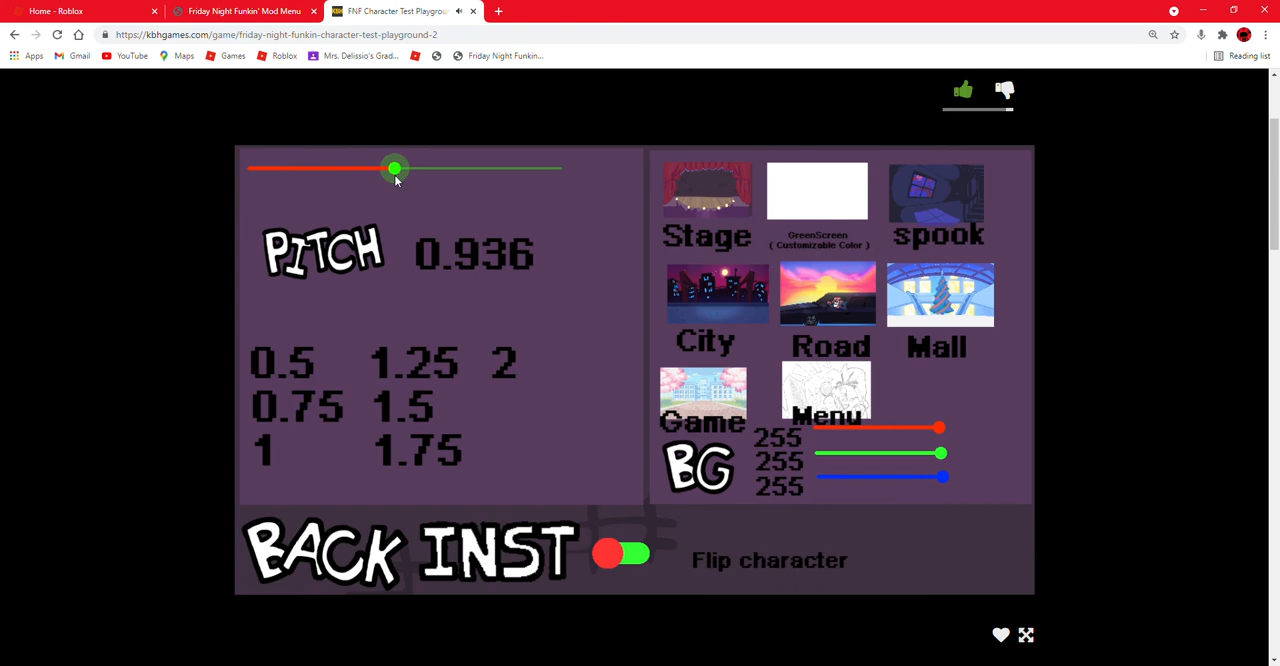 Home - Roblox
Friday Night Funkin' Mod Menu
FNF Character Test Playgroun
https://kbhgames.com/game/friday-night-funkin-character-test-playground-2
Apps
Gmail
YouTube
Maps
Games
Roblox
Mrs. Delissio's Grad...
Friday Night Funkin...
Reading list
PITCH 0.936
0.5 1.25 2
0.75 1.5
1 1.75
Stage
GreenScreen
( Customizable Color )
spook
City
Road
Mall
Game
Menu
BG
255
255
255
BACK INST
Flip character